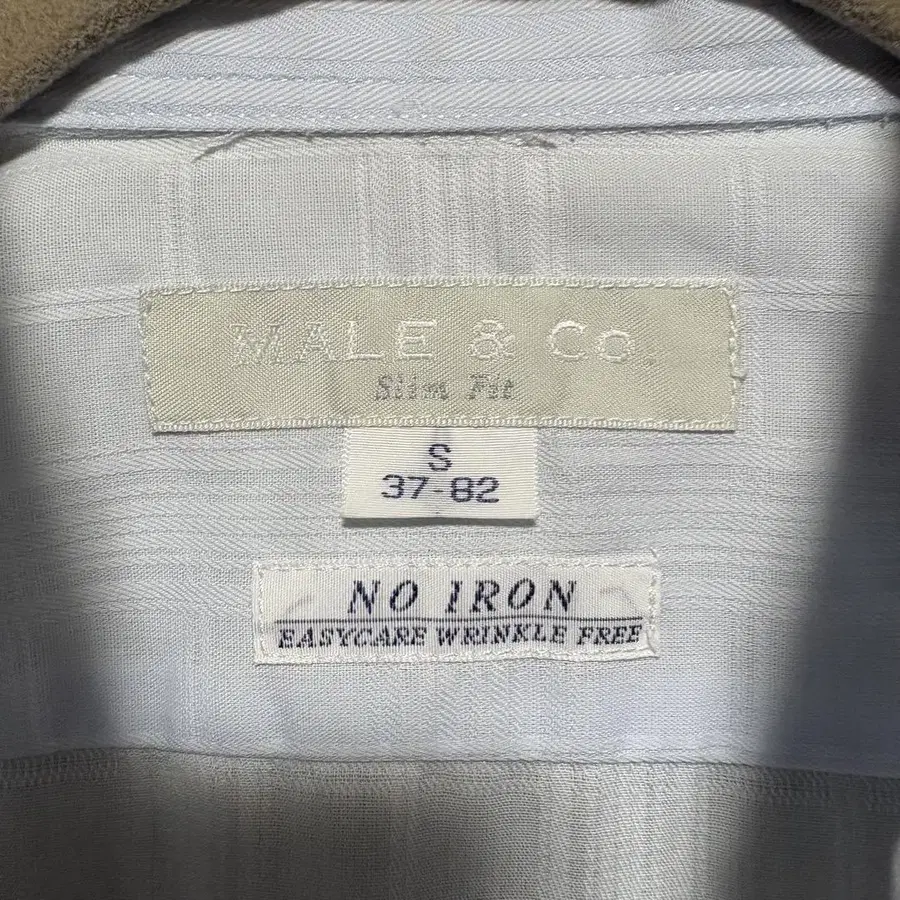 MALE & Co.
Slim Fit
S
37-82
NO IRON
EASYCARE WRINKLE FREE